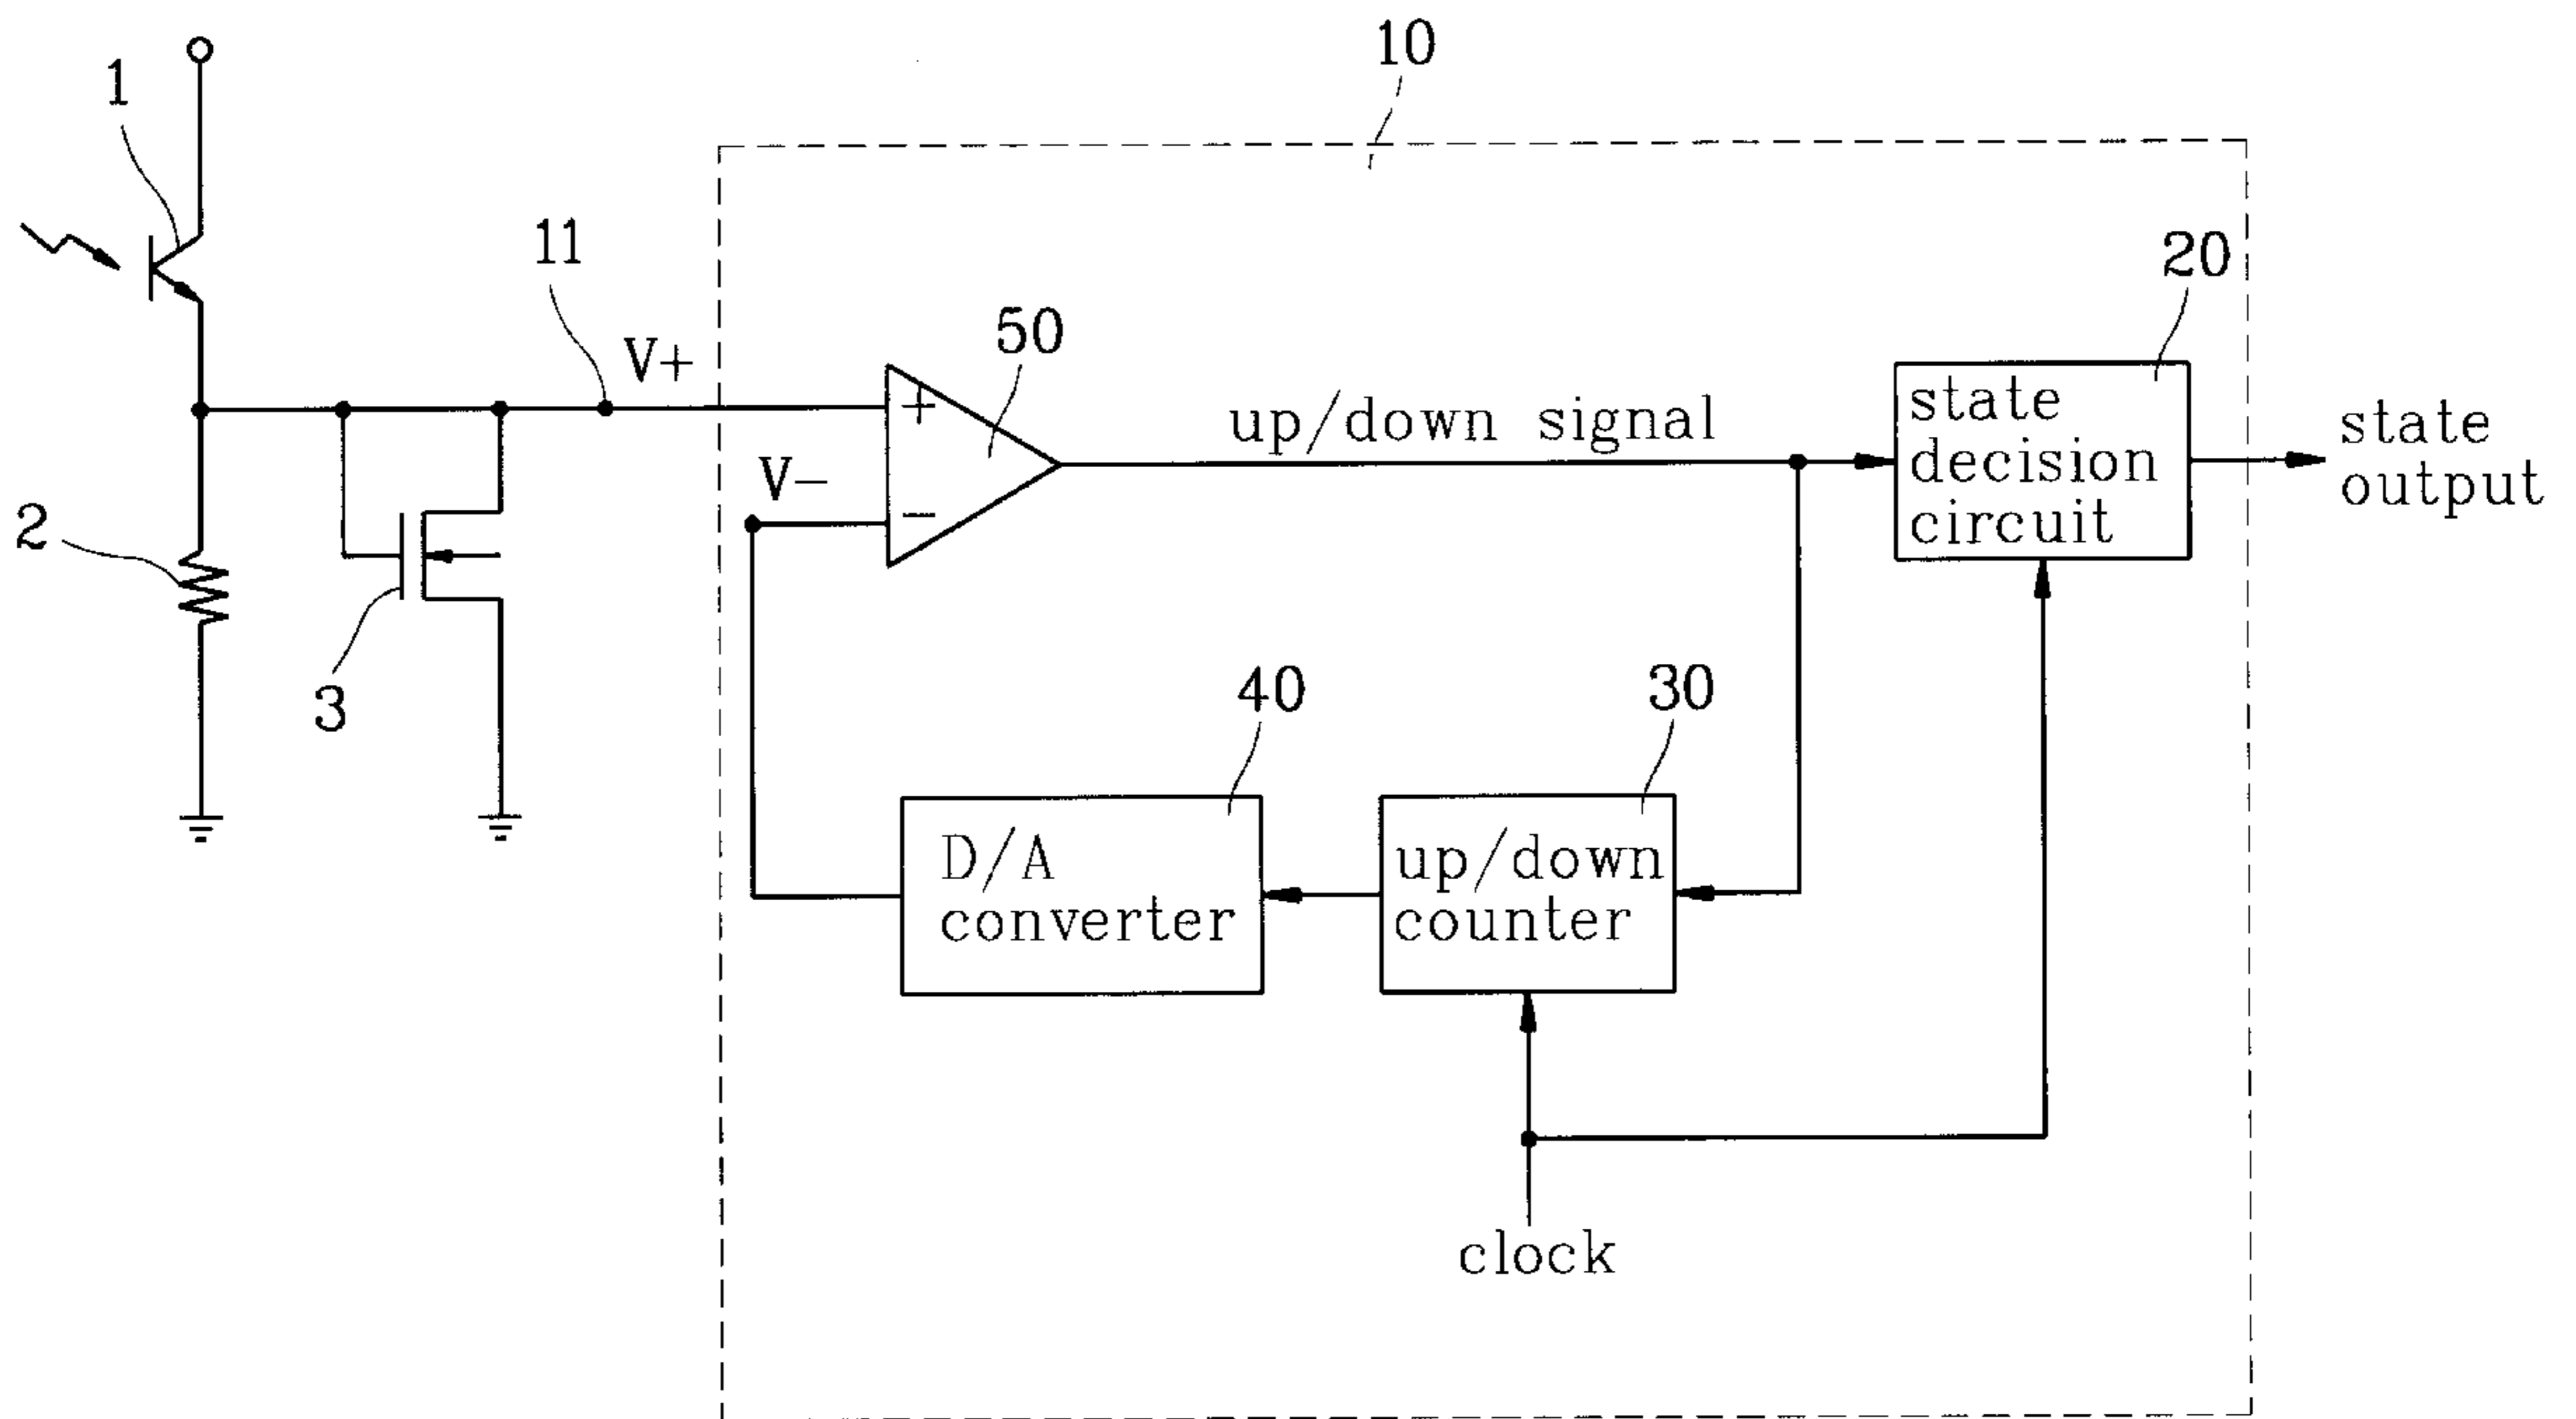 10
1
11
20
50
V+
+
up/down signal
state
decision
circuit
state
output
V−
−
2
3
40
30
D/A
converter
up/down
counter
clock